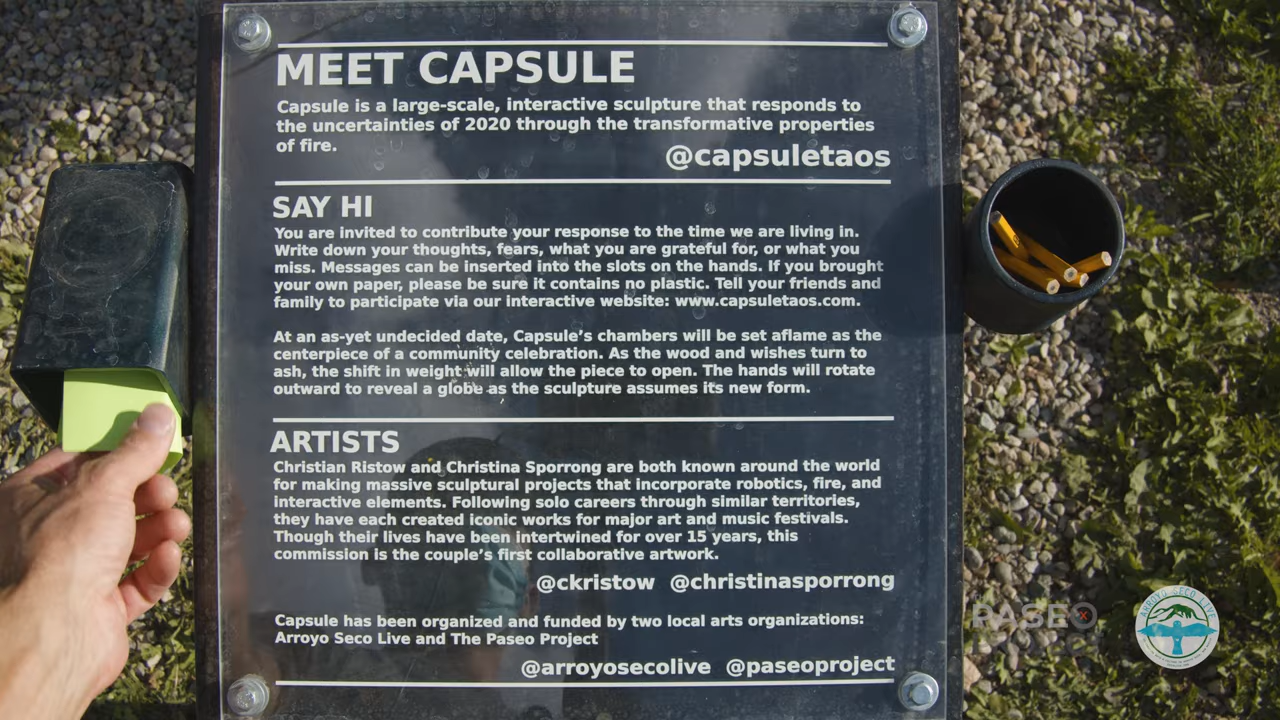 MEET CAPSULE
Capsule is a large-scale, interactive sculpture that responds to
the uncertainties of 2020 through the transformative properties
of fire.
@capsuletaos
SAY HI
You are invited to contribute your response to the time we are living in.
Write down your thoughts, fears, what you are grateful for, or what you
miss. Messages can be inserted into the slots on the hands. If you brought
your own paper, please be sure it contains no plastic. Tell your friends and
family to participate via our interactive website: www.capsuletaos.com.
At an as-yet undecided date, Capsule’s chambers will be set aflame as the
centerpiece of a community celebration. As the wood and wishes turn to
ash, the shift in weight will allow the piece to open. The hands will rotate
outward to reveal a globe as the sculpture assumes its new form.
ARTISTS
Christian Ristow and Christina Sporrong are both known around the world
for making massive sculptural projects that incorporate robotics, fire, and
interactive elements. Following solo careers through similar territories,
they have each created iconic works for major art and music festivals.
Though their lives have been intertwined for over 15 years, this
commission is the couple’s first collaborative artwork.
@ckristow @christinasporrong
Capsule has been organized and funded by two local arts organizations:
Arroyo Seco Live and The Paseo Project
@arroyosecolive @paseoproject
PASEO
ARROYO SECO LIVE